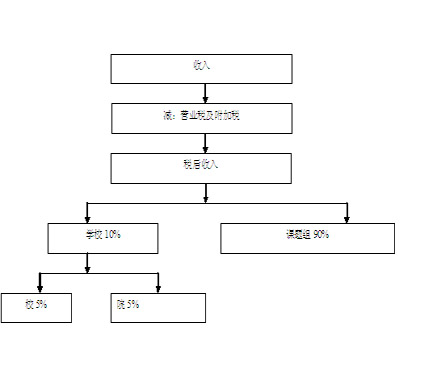 收入
减：营业税及附加税
税后收入
学校 10%
课题组 90%
校 5%
院 5%